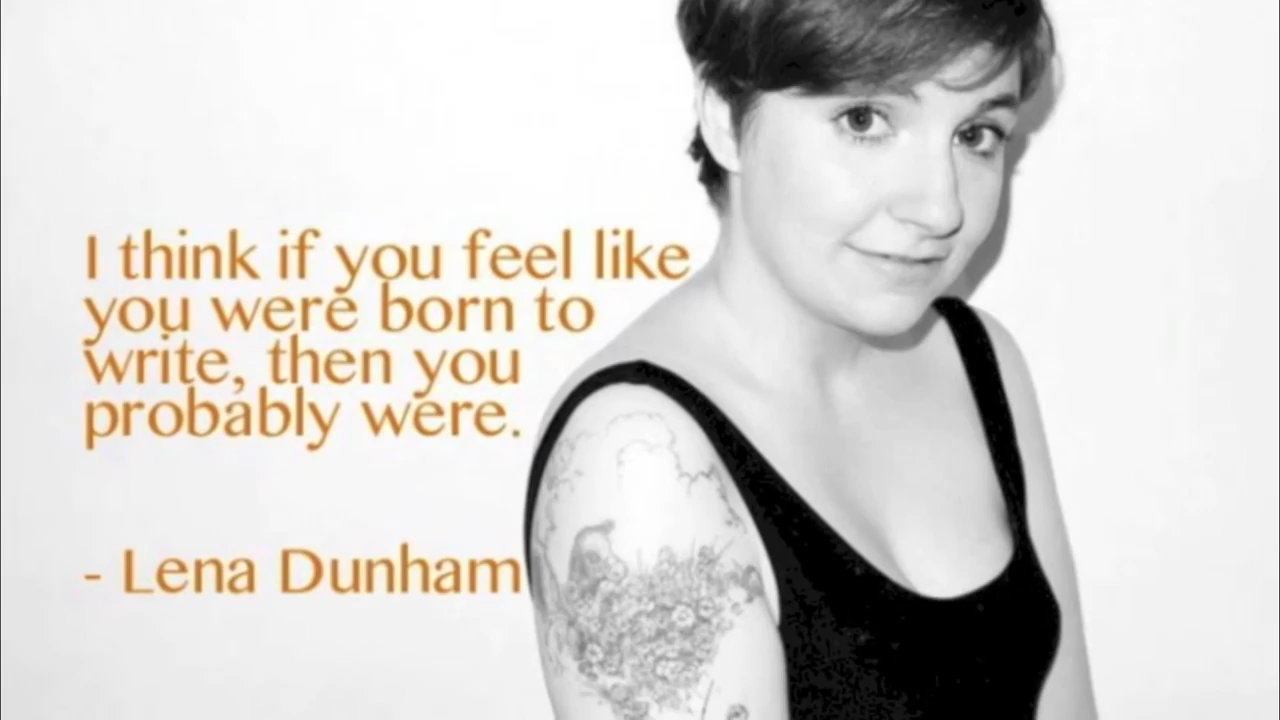 I think if you feel like
you were born to
write, then you
probably were.
- Lena Dunham